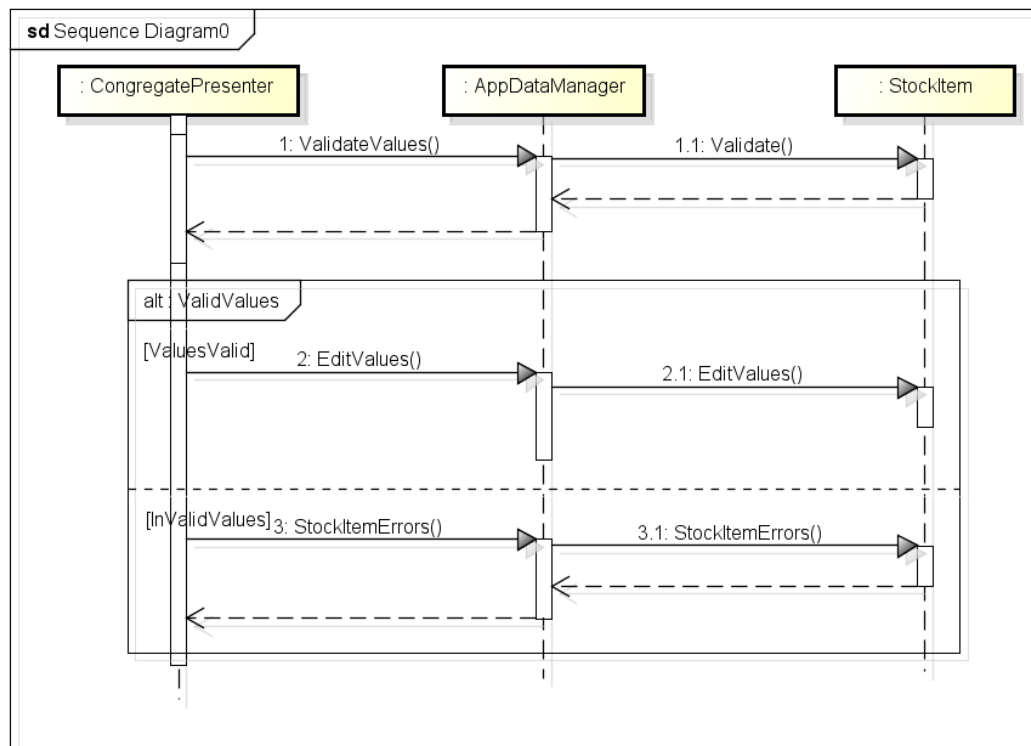 sd Sequence Diagram0
: CongregatePresenter
: AppDataManager
: StockItem
1: ValidateValues()
1.1: Validate()
alt : ValidValues
[ValuesValid]
2: EditValues()
2.1: EditValues()
[InValidValues]
3: StockItemErrors()
3.1: StockItemErrors()